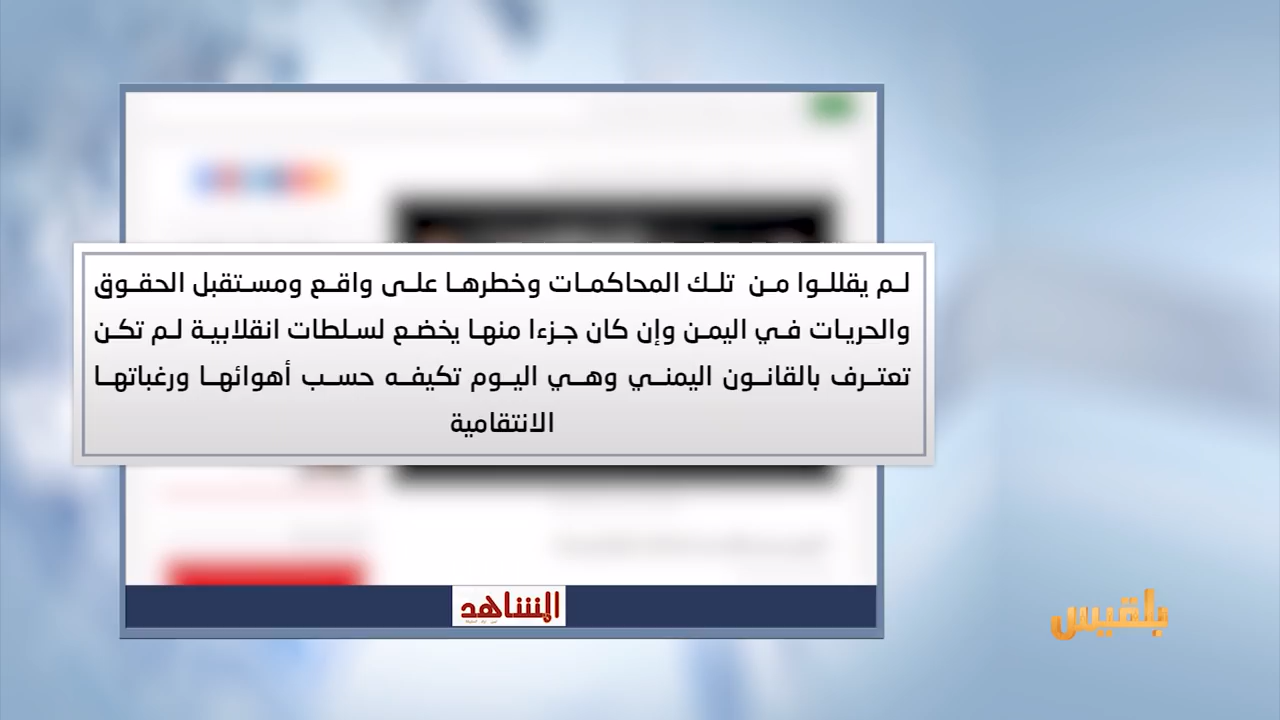 لم يقللوا من تلك المحاكمات وخطرها على واقع ومستقبل الحقوق
والحريات في اليمن وإن كان جزءا منها يخضع لسلطات انقلابية لم تكن
تعترف بالقانون اليمني وهي اليوم تكيفه حسب أهوائها ورغباتها
الانتقامية
المشاهد
بلقيس